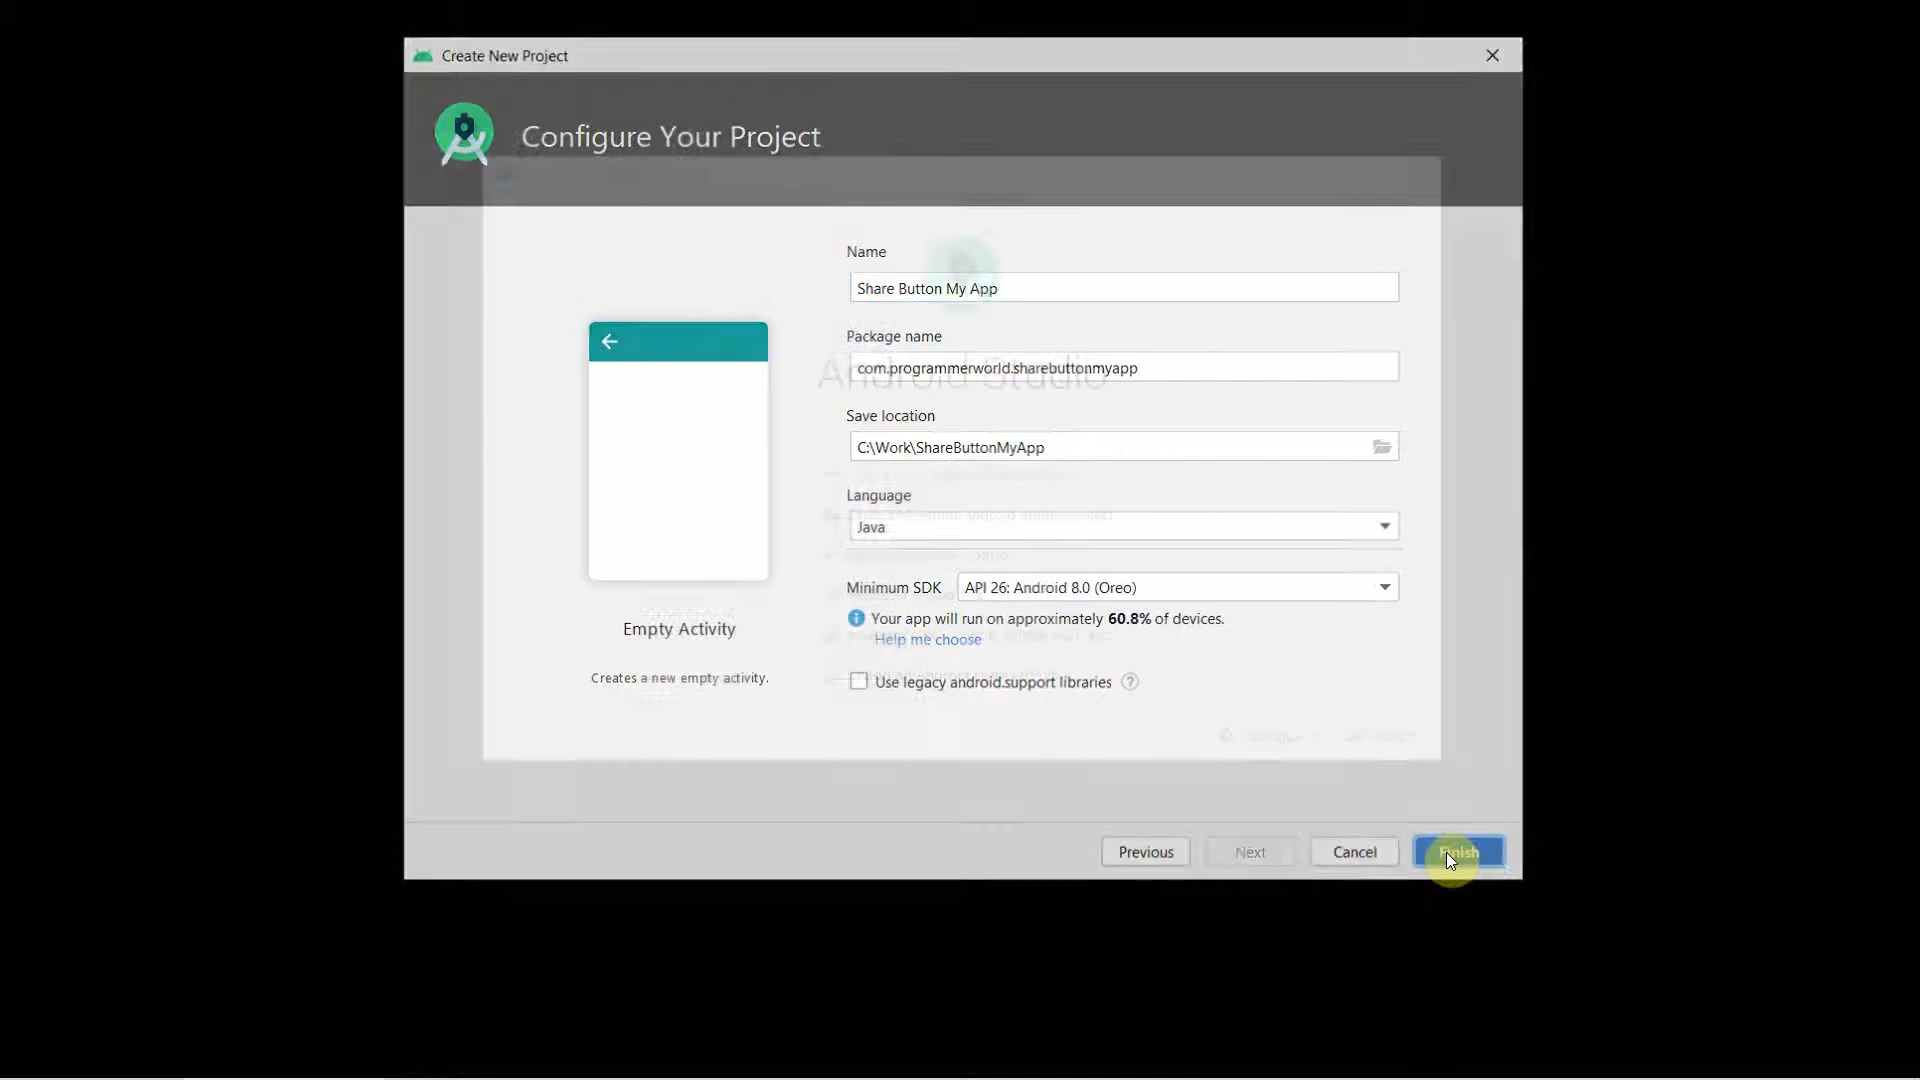 Create New Project
Configure Your Project
Name
Share Button My App
Package name
com.programmerworld.sharebuttonmyapp
Android Studio
Save location
C:\Work\ShareButtonMyApp
Language
Java
Minimum SDK API 26: Android 8.0 (Oreo)
Your app will run on approximately 60.8% of devices.
Help me choose
Use legacy android.support libraries
?
Empty Activity
Creates a new empty activity.
Previous
Next
Cancel
Finish